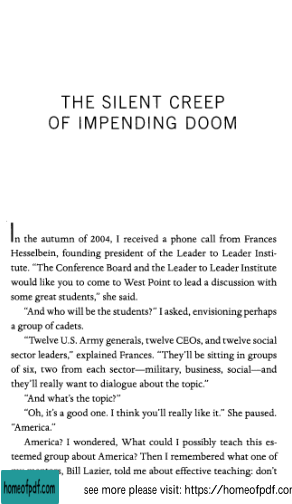 THE SILENT CREEP
OF IMPENDING DOOM
In the autumn of 2004, I received a phone call from Frances
Hesselbein, founding president of the Leader to Leader Insti-
tute. “The Conference Board and the Leader to Leader Institute
would like you to come to West Point to lead a discussion with
some great students,” she said.
“And who will be the students?” I asked, envisioning perhaps
a group of cadets.
“Twelve U.S. Army generals, twelve CEOs, and twelve social
sector leaders,” explained Frances. “They’ll be sitting in groups
of six, two from each sector—military, business, social—and
they’ll really want to dialogue about the topic.”
“And what’s the topic?”
“Oh, it’s a good one. I think you’ll really like it.” She paused.
“America.”
America? I wondered, What could possibly teach this es-
teemed group about America? Then I remembered what one of
Bill Lazier, told me about effective teaching: don’t
homeofpdf.com
see more please visit: https://homeofpdf.com